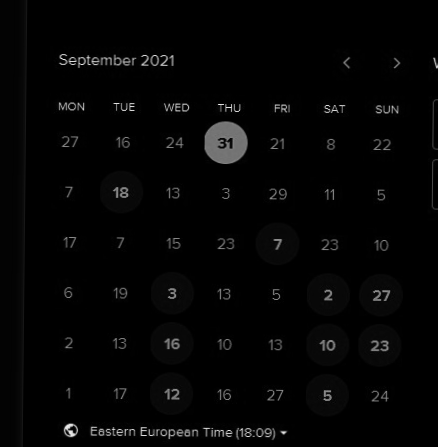 September 2021
MON TUE WED THU FRI SAT SUN
27 16 24 31 21 8 22
7 18 13 3 29 11 5
17 7 15 23 7 23 10
6 19 3 13 5 2 27
2 13 16 10 13 10 23
1 17 12 16 27 5 24
Eastern European Time (18:09)